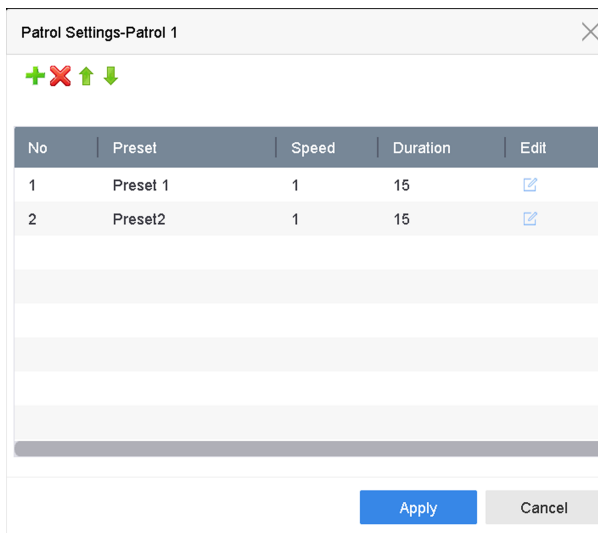 Patrol Settings-Patrol 1
No Preset Speed Duration Edit
1 Preset 1 1 15
2 Preset2 1 15
Apply Cancel